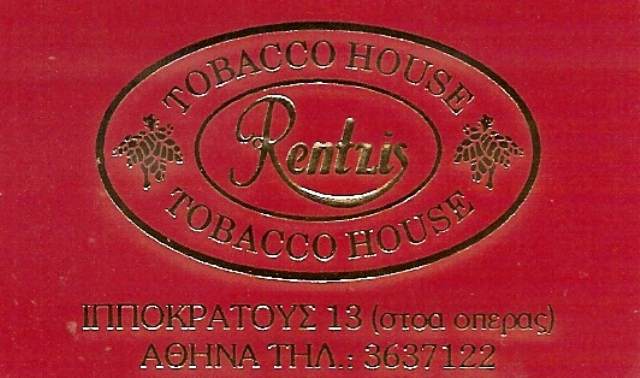 TOBACCO HOUSE
Rentzis
TOBACCO HOUSE
ΙΠΠΟΚΡΑΤΟΥΣ 13 (στοα οπερας)
ΑΘΗΝΑ ΤΗΛ.: 3637122